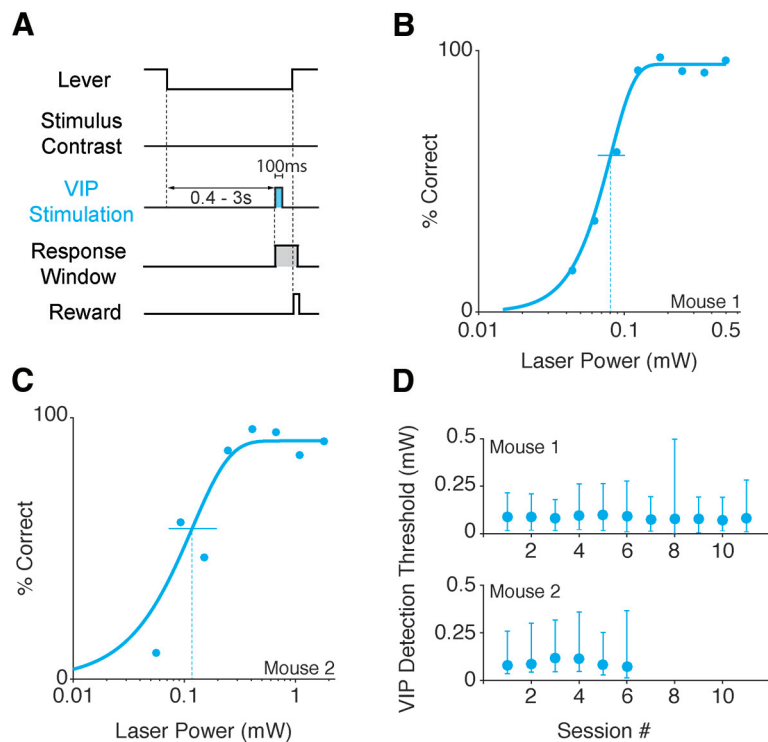 A
Lever
Stimulus
Contrast
100ms
VIP
Stimulation
0.4 - 3s
Response
Window
Reward
B
100
% Correct
0
Mouse 1
0.01
0.1
0.5
Laser Power (mW)
C
100
% Correct
0
Mouse 2
0.01
0.1
1
Laser Power (mW)
D
VIP Detection Threshold (mW)
0.5
Mouse 1
0.25
0
2
4
6
8
10
0.5
Mouse 2
0.25
0
2
4
6
8
10
Session #